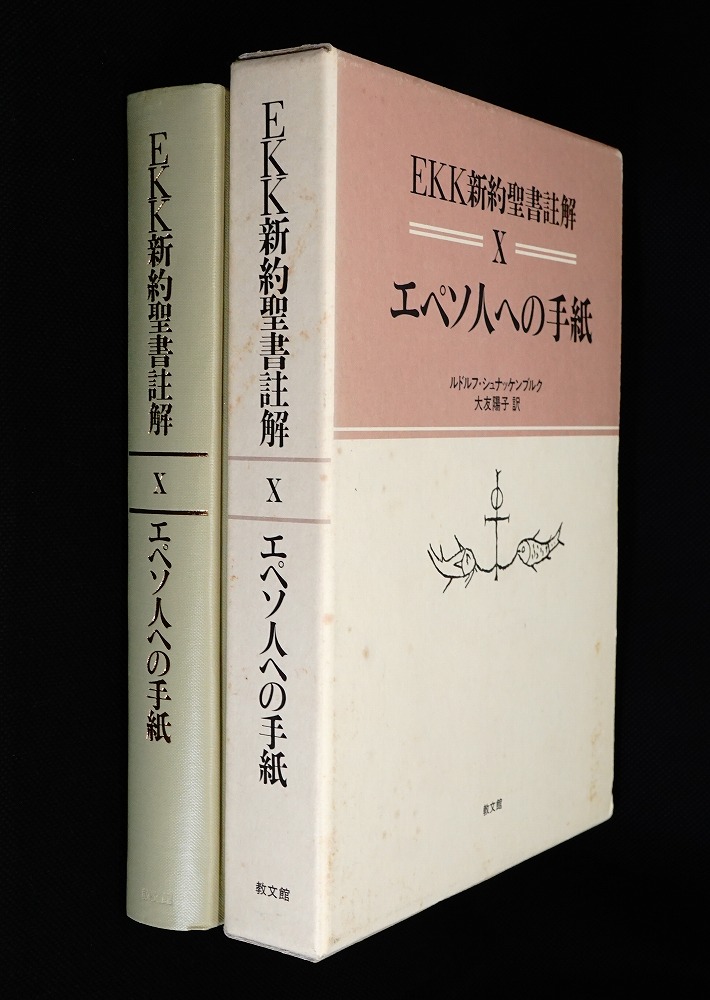 EKK新約聖書註解
X
エペソ人への手紙
EKK新約聖書註解
X
エペソ人への手紙
教文館
EKK新約聖書註解
X
エペソ人への手紙
ルドルフ・シュナッケンブルク
大友陽子 訳
教文館